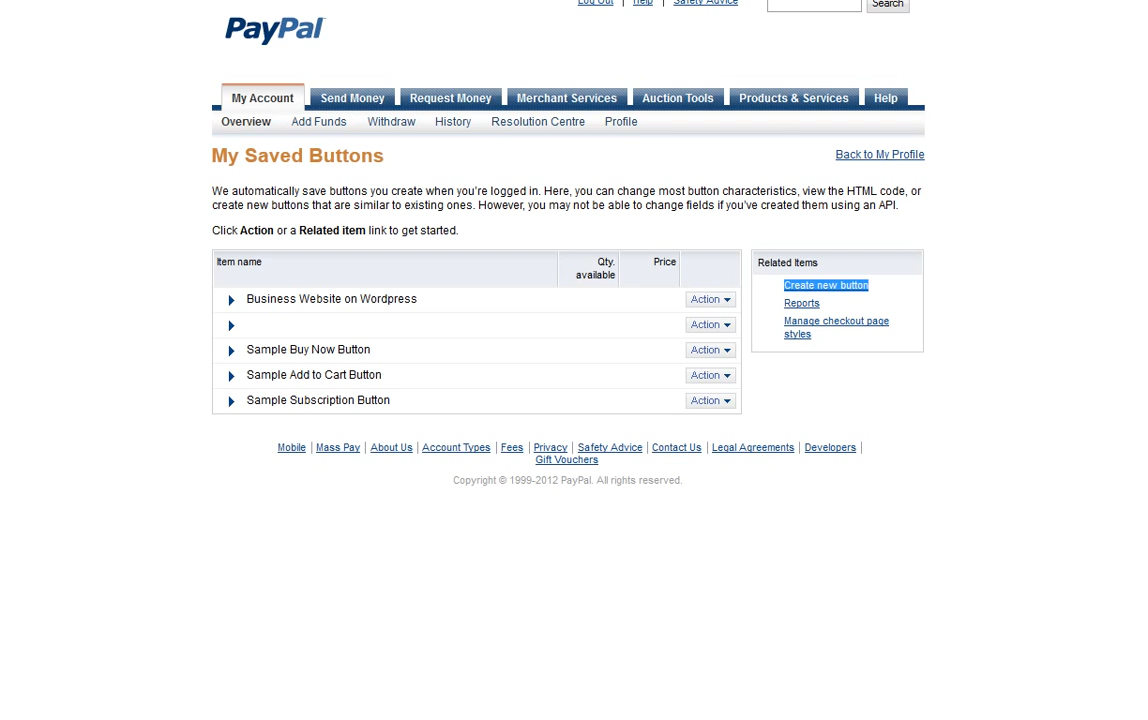 Log Out | Help | Safety Advice Search
PayPal
My Account Send Money Request Money Merchant Services Auction Tools Products & Services Help
Overview Add Funds Withdraw History Resolution Centre Profile
My Saved Buttons Back to My Profile
We automatically save buttons you create when you're logged in. Here, you can change most button characteristics, view the HTML code, or
create new buttons that are similar to existing ones. However, you may not be able to change fields if you've created them using an API.
Click Action or a Related item link to get started.
Item name Qty. available Price
Business Website on Wordpress Action
Action
Sample Buy Now Button Action
Sample Add to Cart Button Action
Sample Subscription Button Action
Related Items
Create new button
Reports
Manage checkout page
styles
Mobile | Mass Pay | About Us | Account Types | Fees | Privacy | Safety Advice | Contact Us | Legal Agreements | Developers |
Gift Vouchers
Copyright © 1999-2012 PayPal. All rights reserved.